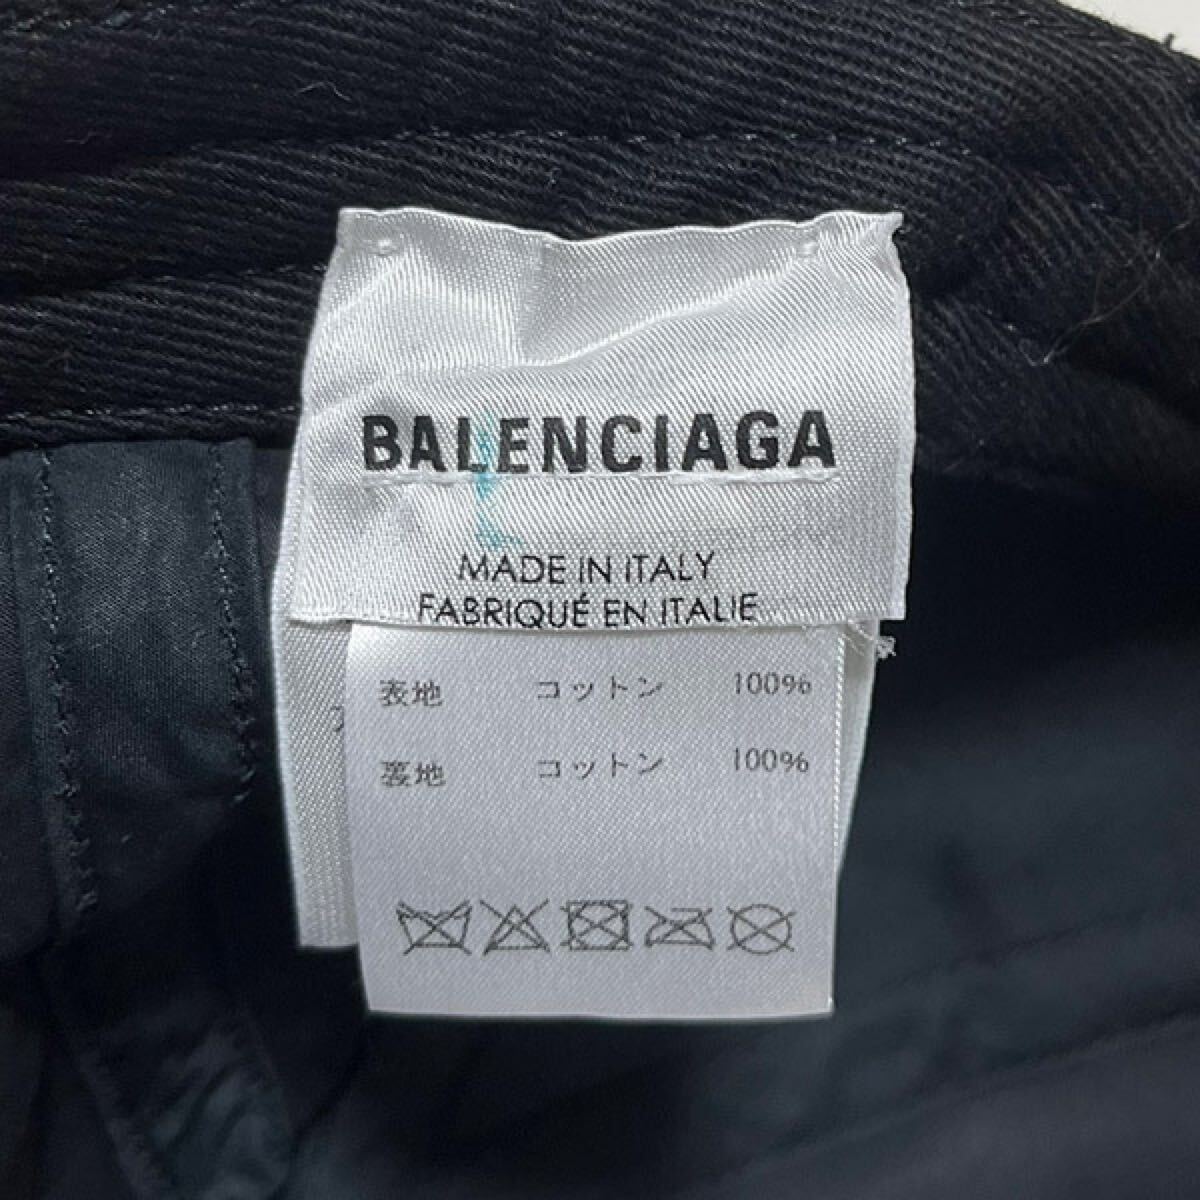 BALENCIAGA
MADE IN ITALY
FABRIQUÉ EN ITALIE
表地 コットン 100%
裏地 コットン 100%